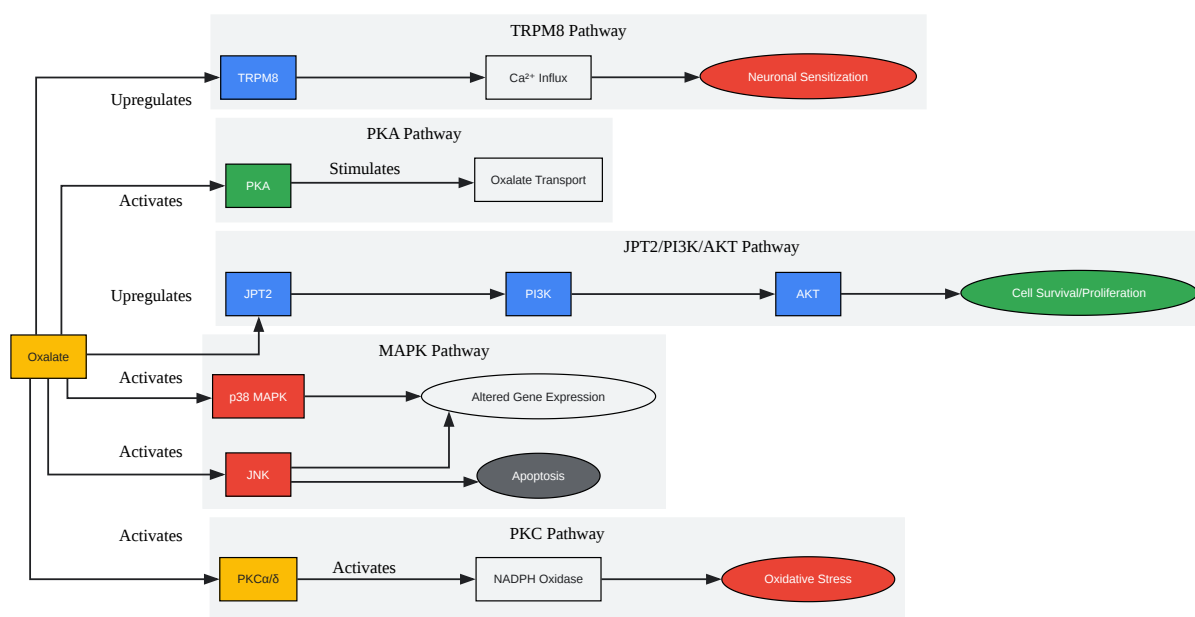 TRPM8 Pathway
TRPM8
Ca²⁺ Influx
Neuronal Sensitization
Upregulates
PKA Pathway
Stimulates
PKA
Oxalate Transport
Activates
JPT2/PI3K/AKT Pathway
JPT2
PI3K
AKT
Cell Survival/Proliferation
Upregulates
Oxalate
MAPK Pathway
Activates
p38 MAPK
Altered Gene Expression
Activates
JNK
Apoptosis
Activates
PKC Pathway
PKCα/δ
Activates
NADPH Oxidase
Oxidative Stress